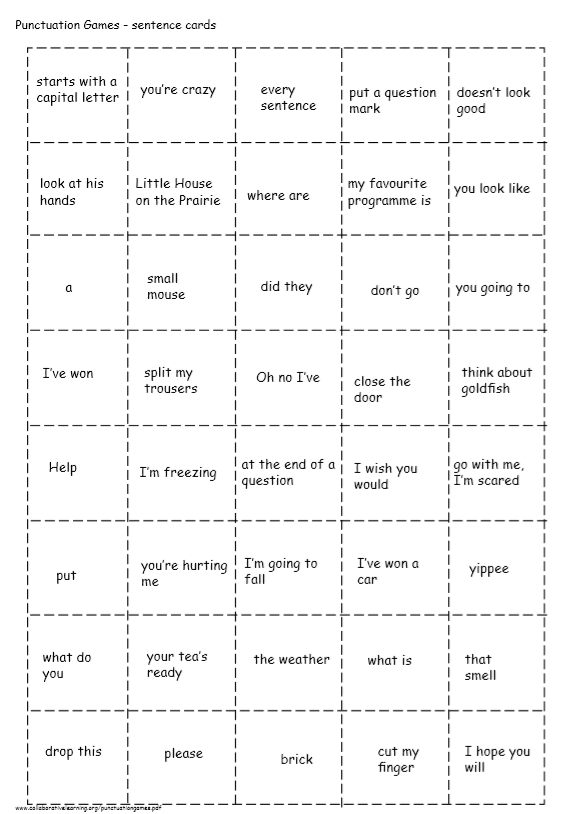 Punctuation Games – sentence cards
starts with a
capital letter
you're crazy
every
sentence
put a question
mark
doesn't look
good
look at his
hands
Little House
on the Prairie
where are
my favourite
programme is
you look like
a
small
mouse
did they
don't go
you going to
I've won
split my
trousers
Oh no I've
close the
door
think about
goldfish
Help
I'm freezing
at the end of a
question
I wish you
would
go with me,
I'm scared
put
you're hurting
me
I'm going to
fall
I've won a
car
yippee
what do
you
your tea's
ready
the weather
what is
that
smell
drop this
please
brick
cut my
finger
I hope you
will
www.collaborativelearning.org/punctuationgames.pdf